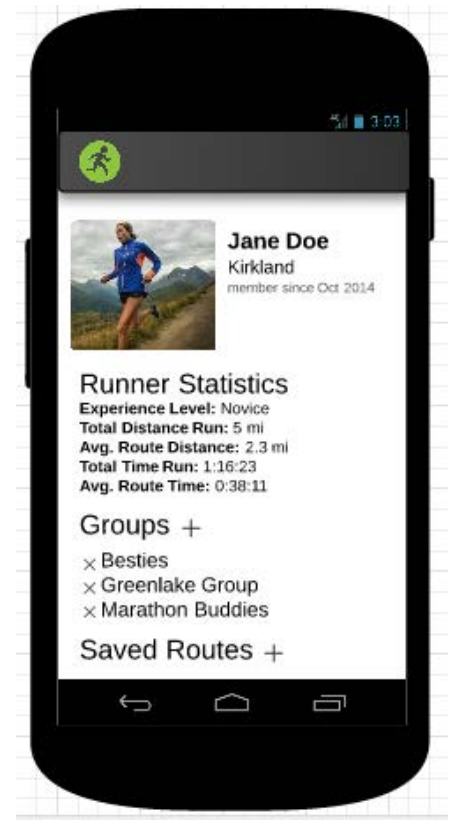 3:03
Jane Doe
Kirkland
member since Oct 2014
Runner Statistics
Experience Level: Novice
Total Distance Run: 5 mi
Avg. Route Distance: 2.3 mi
Total Time Run: 1:16:23
Avg. Route Time: 0:38:11
Groups +
× Besties
× Greenlake Group
× Marathon Buddies
Saved Routes +